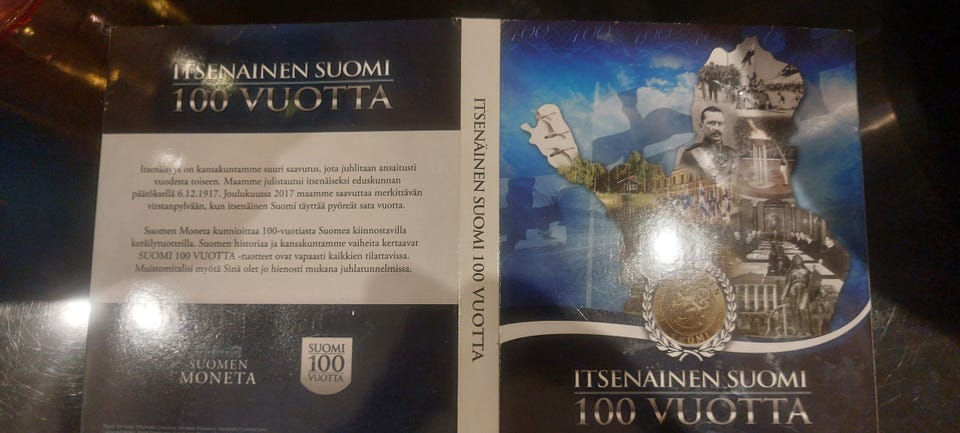 ITSENÄINEN SUOMI
100 VUOTTA
Itsenäisyys on kansakuntamme suuri saavutus, jota juhlitaan ansaitusti
vuodesta toiseen. Maamme julistautui itsenäiseksi eduskunnan
päätöksellä 6.12.1917. Joulukuussa 2017 maamme saavuttaa merkittävän
virstanpylvään, kun itsenäinen Suomi täyttää pyöreät sata vuotta.
Suomen Moneta kunnioittaa 100-vuotiasta Suomea kiinnostavilla
keräilytuotteilla. Suomen historiaa ja kansakuntamme vaiheita kertaavat
SUOMI 100 VUOTTA -tuotteet ovat vapaasti kaikkien tilattavissa.
Muistomitalisi myötä Sinä olet jo hienosti mukana juhlatunnelmissa.
SUOMEN
MONETA
SUOMI
100
VUOTTA
ITSENÄINEN SUOMI 100 VUOTTA
100 100 100
ITSENÄINEN SUOMI
100 VUOTTA